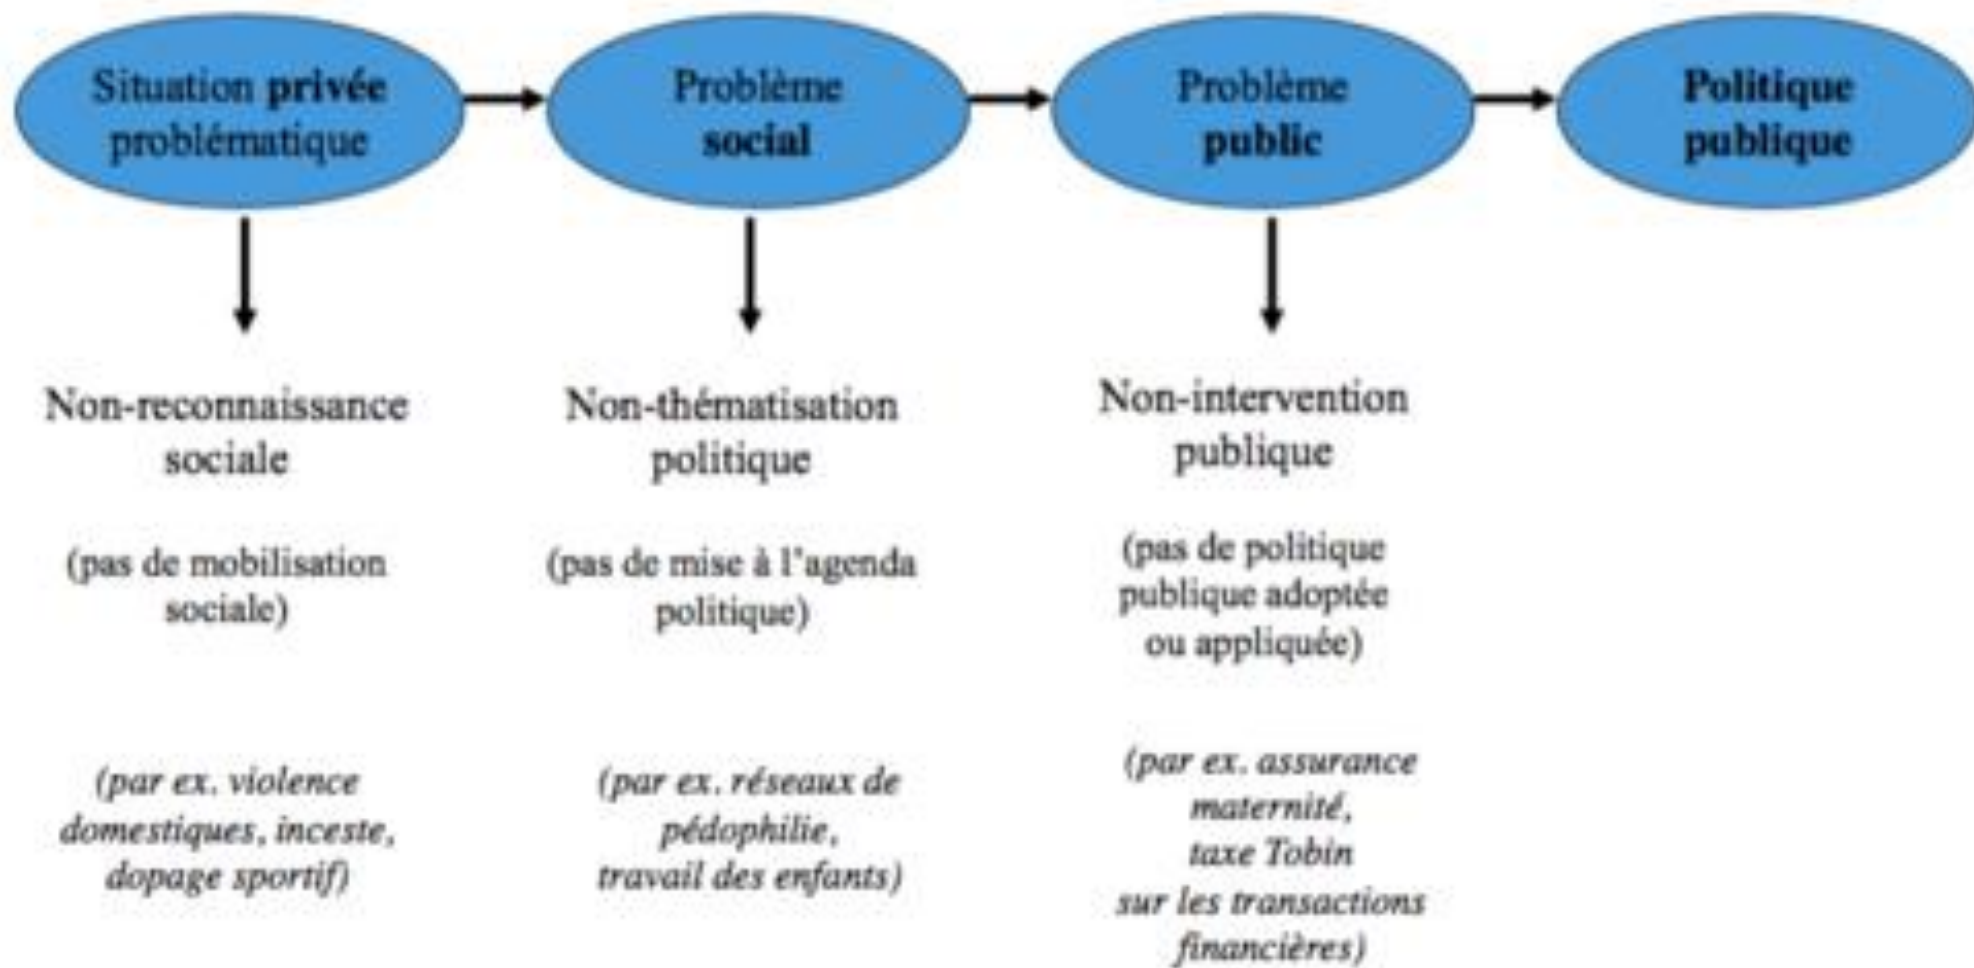 Situation privée
problématique
Problème
social
Problème
public
Politique
publique
Non-reconnaissance
sociale
(pas de mobilisation
sociale)
(par ex. violence
domestiques, inceste,
dopage sportif)
Non-thématisation
politique
(pas de mise à l'agenda
politique)
(par ex. réseaux de
pédophilie,
travail des enfants)
Non-intervention
publique
(pas de politique
publique adoptée
ou appliquée)
(par ex. assurance
maternité,
taxe Tobin
sur les transactions
financières)